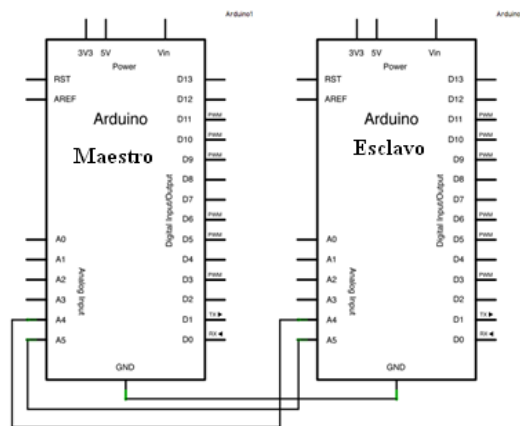 Arduino1
3V3 5V Vin
Power
RST
AREF
Arduino
Maestro
A0
A1
A2
A3
A4
A5
Analog Input
D13
D12
D11 PWM
D10 PWM
D9 PWM
D8
D7
D6 PWM
D5 PWM
D4
D3 PWM
D2
D1 TX
D0 RX
Digital Input/Output
GND
Arduino
3V3 5V Vin
Power
RST
AREF
Arduino
Esclavo
A0
A1
A2
A3
A4
A5
Analog Input
D13
D12
D11 PWM
D10 PWM
D9 PWM
D8
D7
D6 PWM
D5 PWM
D4
D3 PWM
D2
D1 TX
D0 RX
Digital Input/Output
GND